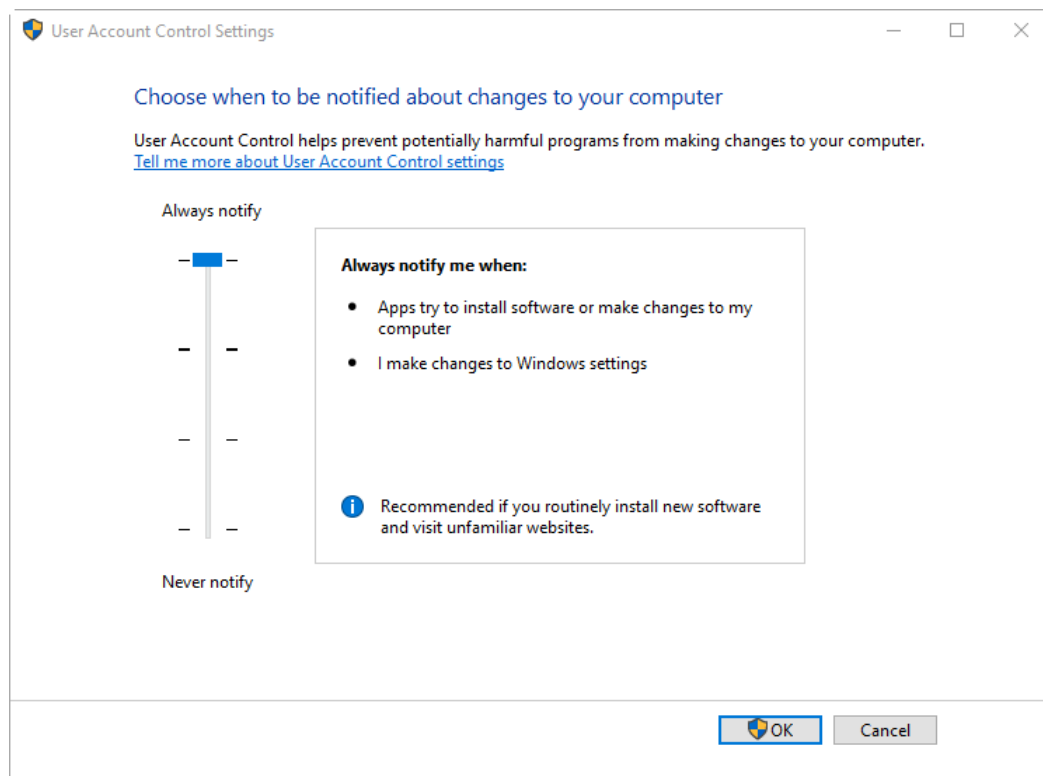 User Account Control Settings
Choose when to be notified about changes to your computer
User Account Control helps prevent potentially harmful programs from making changes to your computer.
Tell me more about User Account Control settings
Always notify
Always notify me when:
Apps try to install software or make changes to my
computer
I make changes to Windows settings
Recommended if you routinely install new software
and visit unfamiliar websites.
Never notify
OK
Cancel